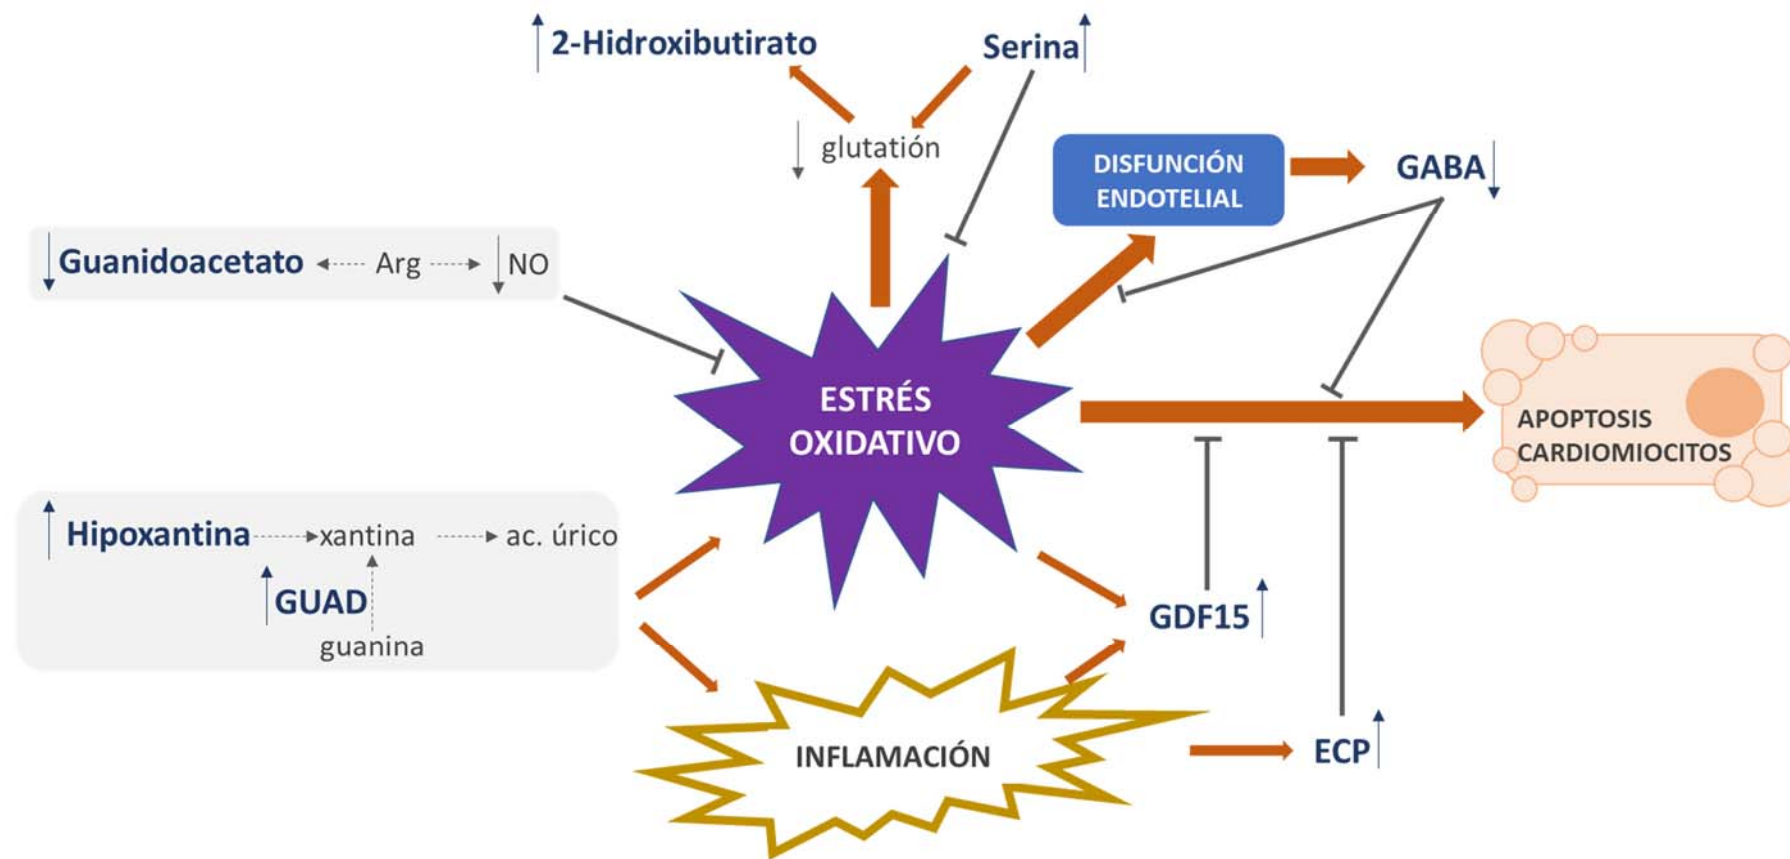 2-Hidroxibutirato
Serina
glutatión
DISFUNCIÓN
ENDOTELIAL
GABA
Guanidoacetato
Arg
NO
ESTRÉS
OXIDATIVO
APOPTOSIS
CARDIOMIOCITOS
Hipoxantina
xantina
ac. úrico
GUAD
guanina
GDF15
INFLAMACIÓN
ECP